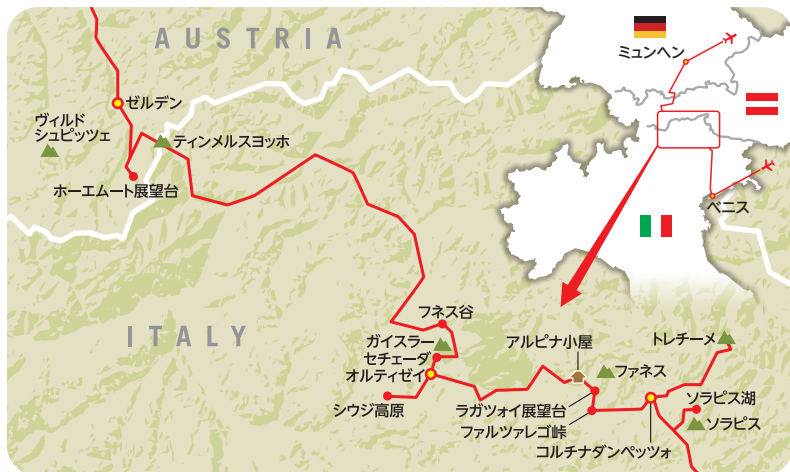 AUSTRIA
ミュンヘン
ゼルデン
ヴィルド
シュピッツェ
ティンメルスヨッホ
ホーエムート展望台
ベニス
ITALY
フネス谷
ガイスラー
セチェーダ
オルティゼイ
シウジ高原
アルピナ小屋
トレチーメ
ファネス
ラガツォイ展望台
ファルツァレゴ峠
ソラピス湖
ソラピス
コルチナダンペッツォ